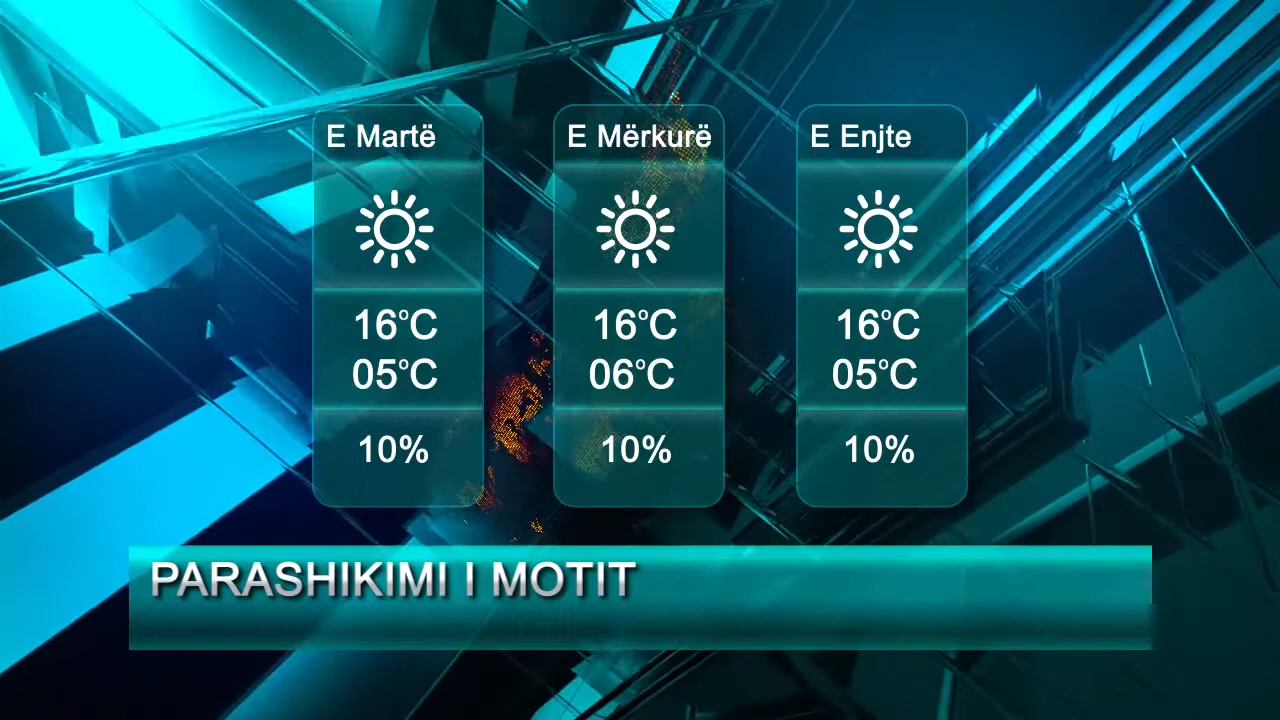 E Martë
16°C
05°C
10%
E Mërkurë
16°C
06°C
10%
E Enjte
16°C
05°C
10%
PARASHIKIMI I MOTIT